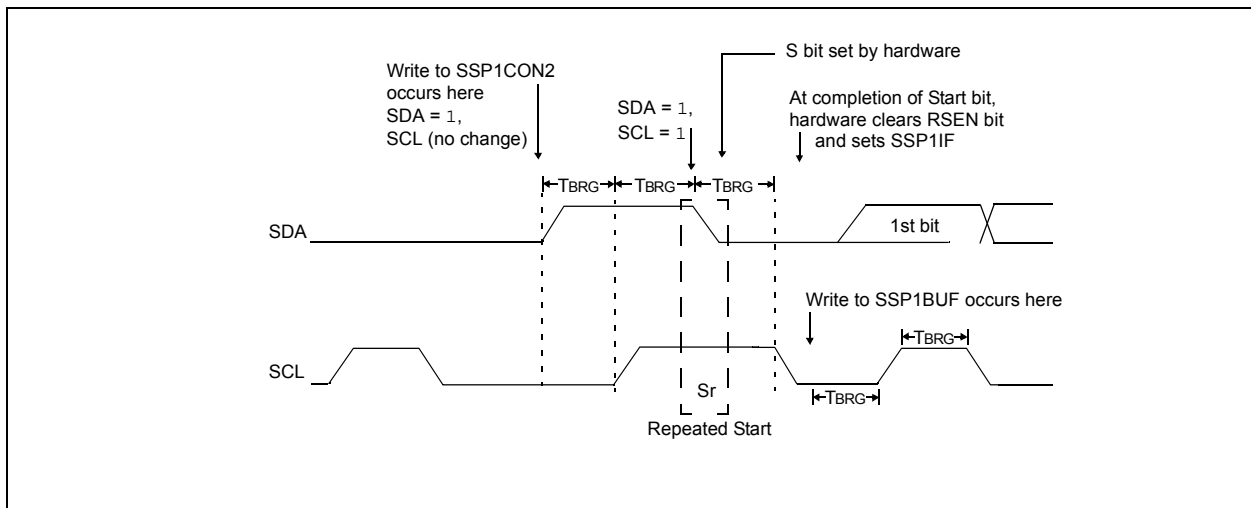 S bit set by hardware
Write to SSP1CON2
occurs here
SDA = 1,
SCL (no change)
SDA = 1,
SCL = 1
At completion of Start bit,
hardware clears RSEN bit
and sets SSP1IF
TBRG TBRG TBRG
SDA
1st bit
Write to SSP1BUF occurs here
TBRG
SCL
Sr
TBRG
Repeated Start